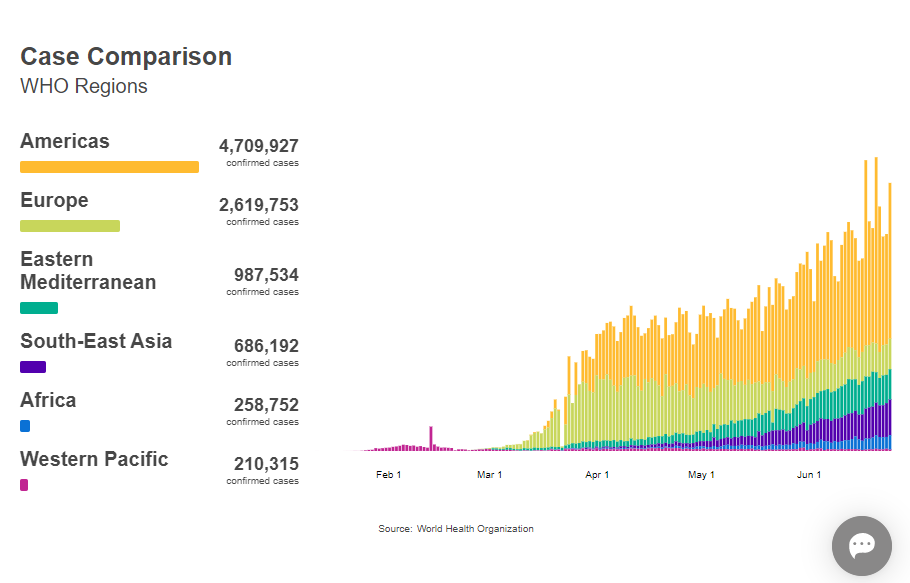 Case Comparison
WHO Regions
Americas
4,709,927
confirmed cases
Europe
2,619,753
confirmed cases
Eastern
Mediterranean
987,534
confirmed cases
South-East Asia
686,192
confirmed cases
Africa
258,752
confirmed cases
Western Pacific
210,315
confirmed cases
Feb 1 Mar 1 Apr 1 May 1 Jun 1
Source: World Health Organization